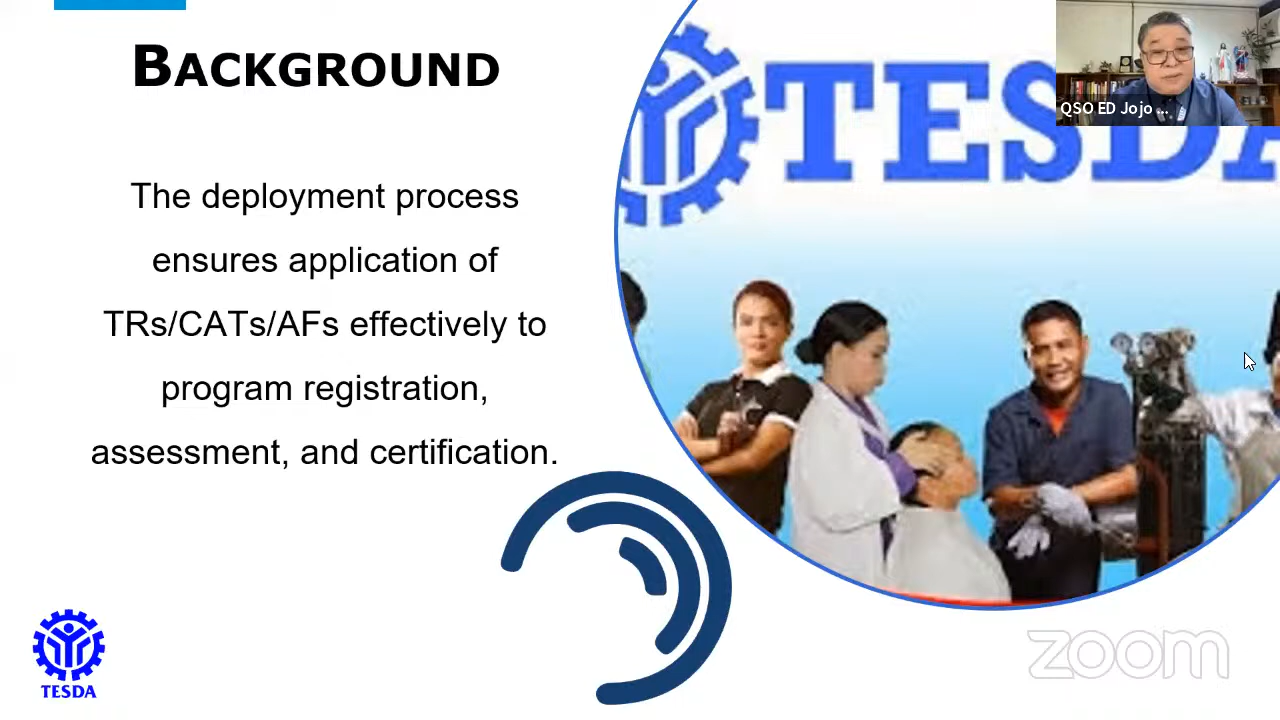 BACKGROUND
The deployment process
ensures application of
TRs/CATs/AFs effectively to
program registration,
assessment, and certification.
TESDA
QSO ED Jojo ...
TESDA
zoom